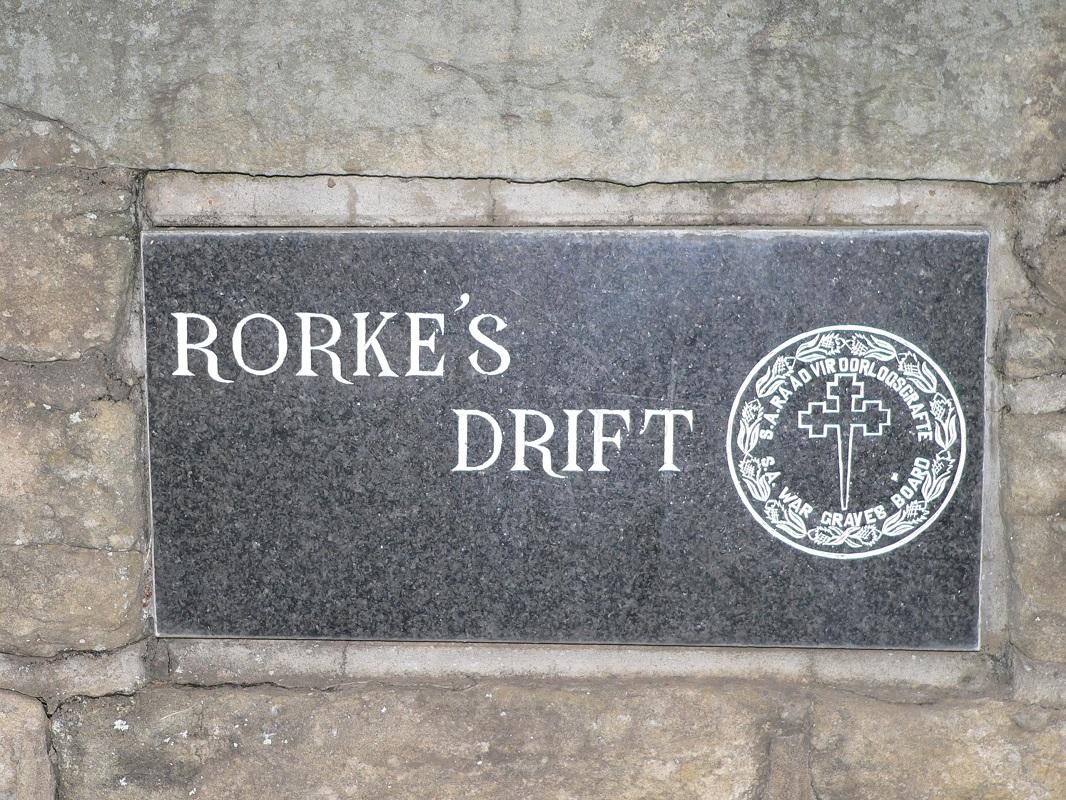 RORKE'S
DRIFT
S.A. RAAD VIR OORLOGSGRAFTE
S.A. WAR GRAVES BOARD